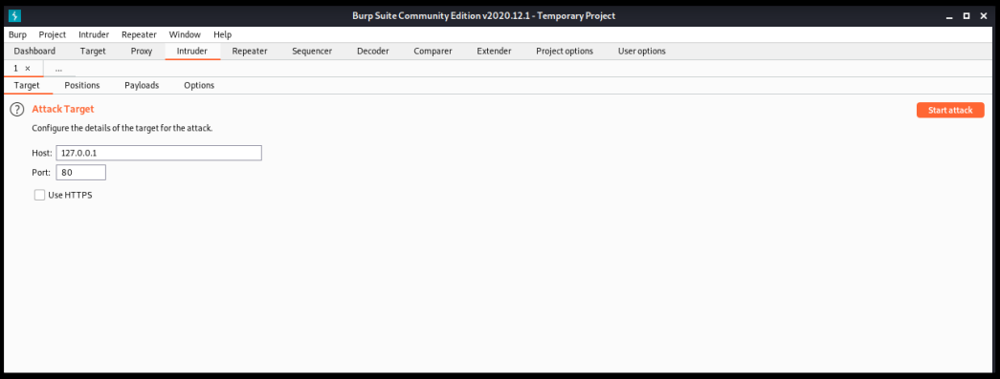 Burp Suite Community Edition v2020.12.1 - Temporary Project
Burp Project Intruder Repeater Window Help
Dashboard Target Proxy Intruder Repeater Sequencer Decoder Comparer Extender Project options User options
1 × ...
Target Positions Payloads Options
? Attack Target Start attack
Configure the details of the target for the attack.
Host: 127.0.0.1
Port: 80
Use HTTPS